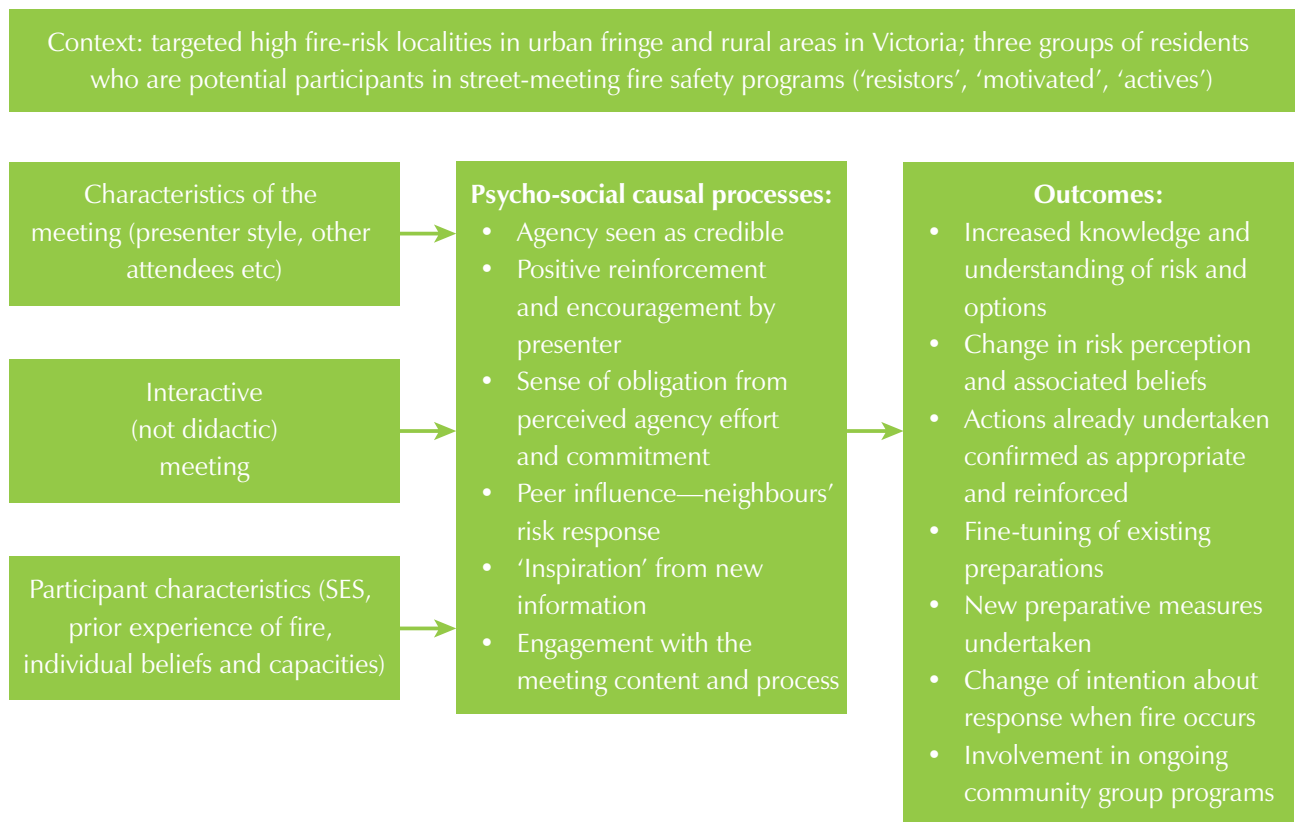 Context: targeted high fire-risk localities in urban fringe and rural areas in Victoria; three groups of residents
who are potential participants in street-meeting fire safety programs (‘resistors’, ‘motivated’, ‘actives’)
Characteristics of the
meeting (presenter style, other
attendees etc)
Interactive
(not didactic)
meeting
Participant characteristics (SES,
prior experience of fire,
individual beliefs and capacities)
Psycho-social causal processes:
• Agency seen as credible
• Positive reinforcement
and encouragement by
presenter
• Sense of obligation from
perceived agency effort
and commitment
• Peer influence—neighbours’
risk response
• ‘Inspiration’ from new
information
• Engagement with the
meeting content and process
Outcomes:
• Increased knowledge and
understanding of risk and
options
• Change in risk perception
and associated beliefs
• Actions already undertaken
confirmed as appropriate
and reinforced
• Fine-tuning of existing
preparations
• New preparative measures
undertaken
• Change of intention about
response when fire occurs
• Involvement in ongoing
community group programs